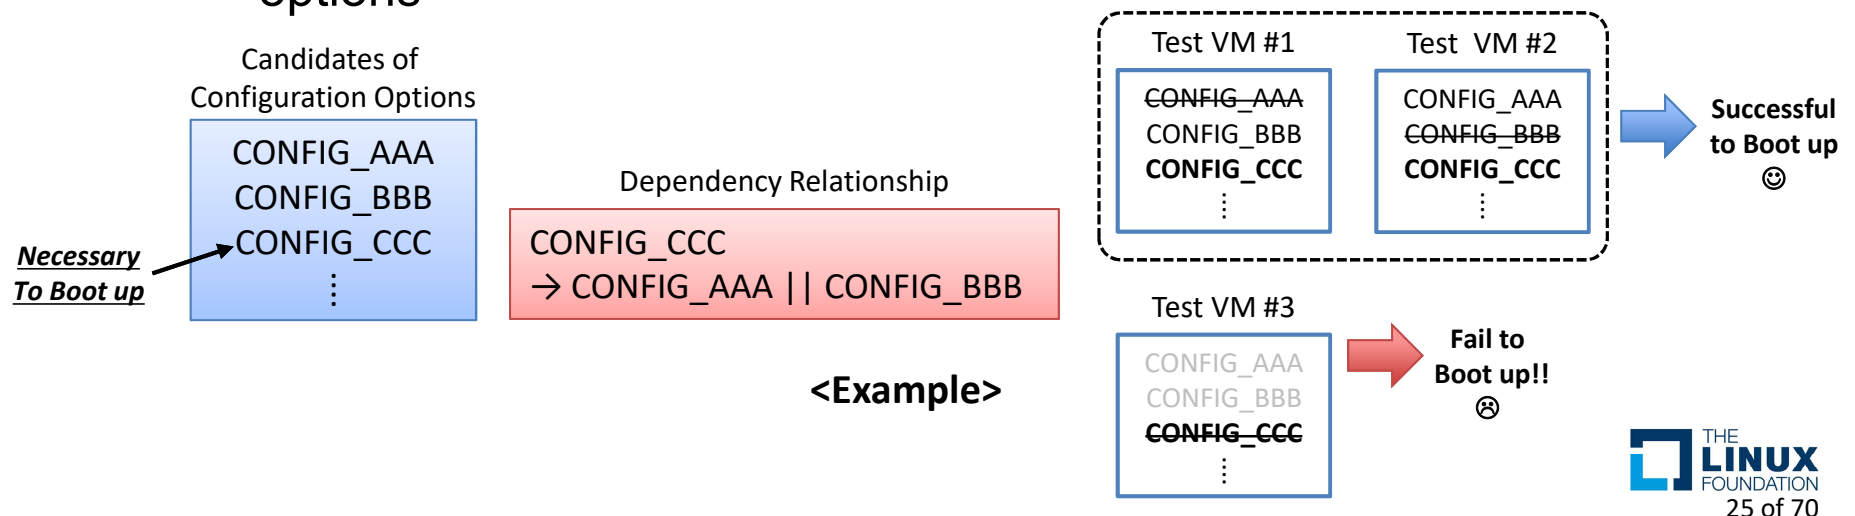 options
Candidates of
Configuration Options
CONFIG_AAA
CONFIG_BBB
CONFIG_CCC
⋮
Necessary
To Boot up
Dependency Relationship
CONFIG_CCC
→ CONFIG_AAA || CONFIG_BBB
<Example>
Test VM #1
CONFIG_AAA
CONFIG_BBB
CONFIG_CCC
⋮
Test VM #2
CONFIG_AAA
CONFIG_BBB
CONFIG_CCC
⋮
Successful
to Boot up
☺
Test VM #3
CONFIG_AAA
CONFIG_BBB
CONFIG_CCC
⋮
Fail to
Boot up!!
☹
THE
LINUX
FOUNDATION
25 of 70